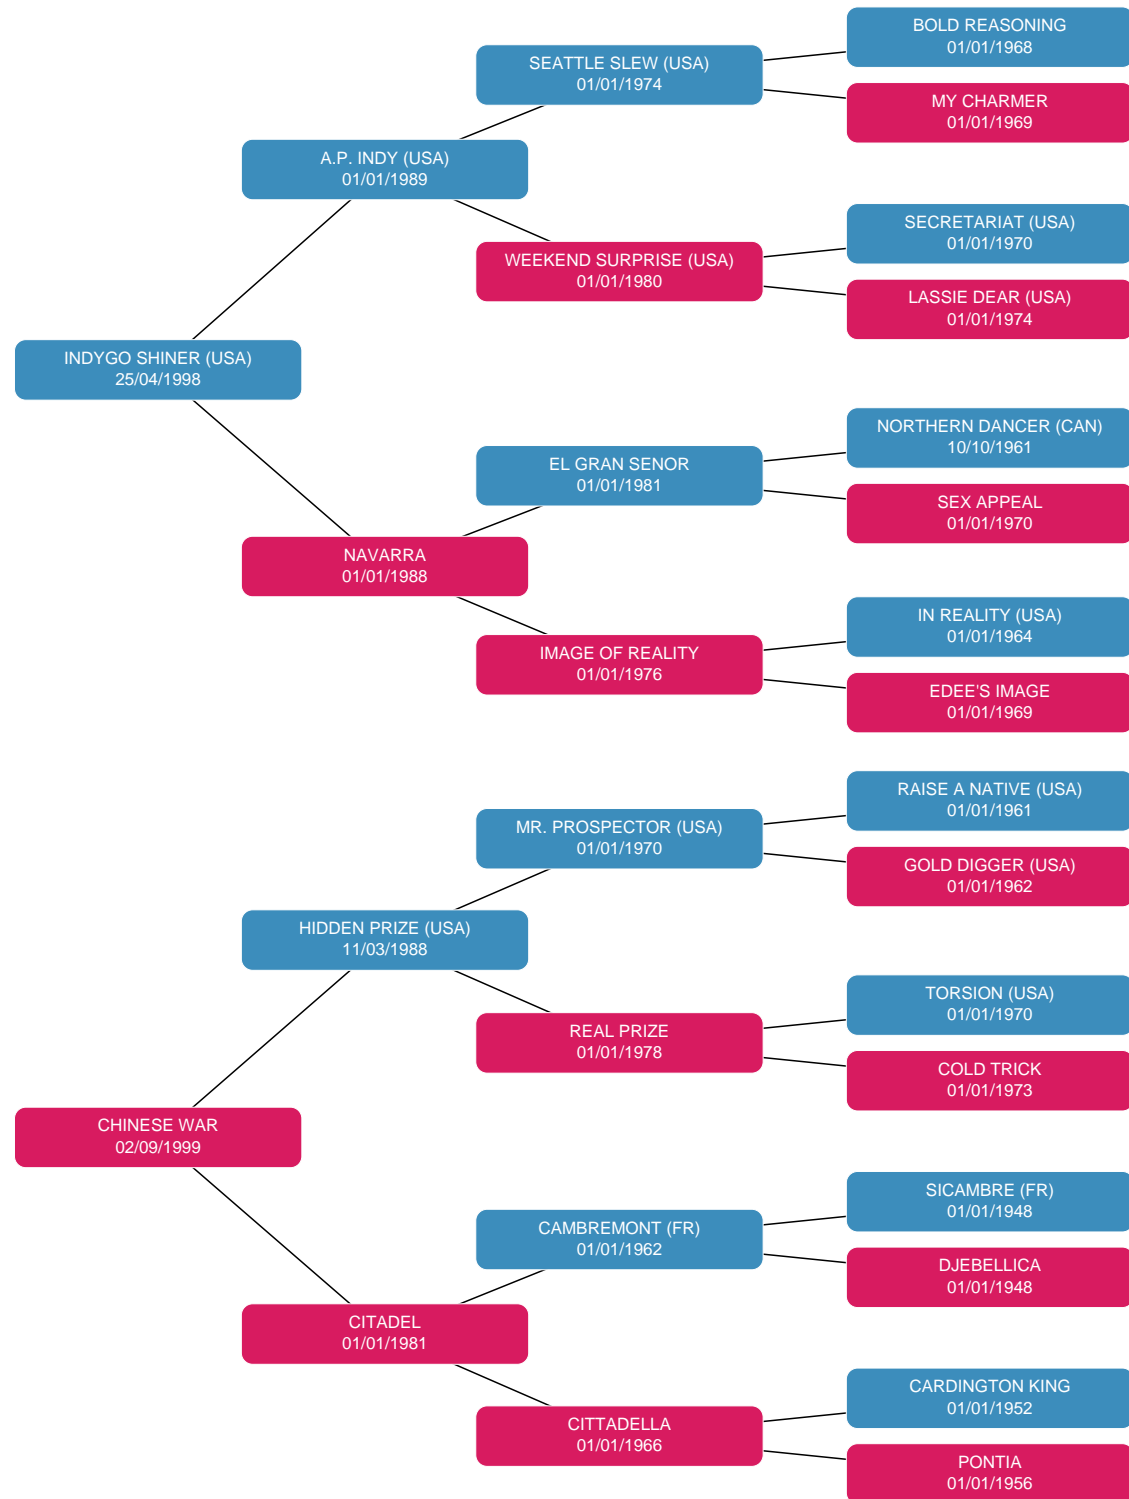 BOLD REASONING
01/01/1968
SEATTLE SLEW (USA)
01/01/1974
MY CHARMER
01/01/1969
A.P. INDY (USA)
01/01/1989
SECRETARIAT (USA)
01/01/1970
WEEKEND SURPRISE (USA)
01/01/1980
LASSIE DEAR (USA)
01/01/1974
INDYGO SHINER (USA)
25/04/1998
NORTHERN DANCER (CAN)
10/10/1961
EL GRAN SENOR
01/01/1981
SEX APPEAL
01/01/1970
NAVARRA
01/01/1988
IN REALITY (USA)
01/01/1964
IMAGE OF REALITY
01/01/1976
EDEE'S IMAGE
01/01/1969
RAISE A NATIVE (USA)
01/01/1961
MR. PROSPECTOR (USA)
01/01/1970
GOLD DIGGER (USA)
01/01/1962
HIDDEN PRIZE (USA)
11/03/1988
TORSION (USA)
01/01/1970
REAL PRIZE
01/01/1978
COLD TRICK
01/01/1973
CHINESE WAR
02/09/1999
SICAMBRE (FR)
01/01/1948
CAMBREMONT (FR)
01/01/1962
DJEBELLICA
01/01/1948
CITADEL
01/01/1981
CARDINGTON KING
01/01/1952
CITTADELLA
01/01/1966
PONTIA
01/01/1956